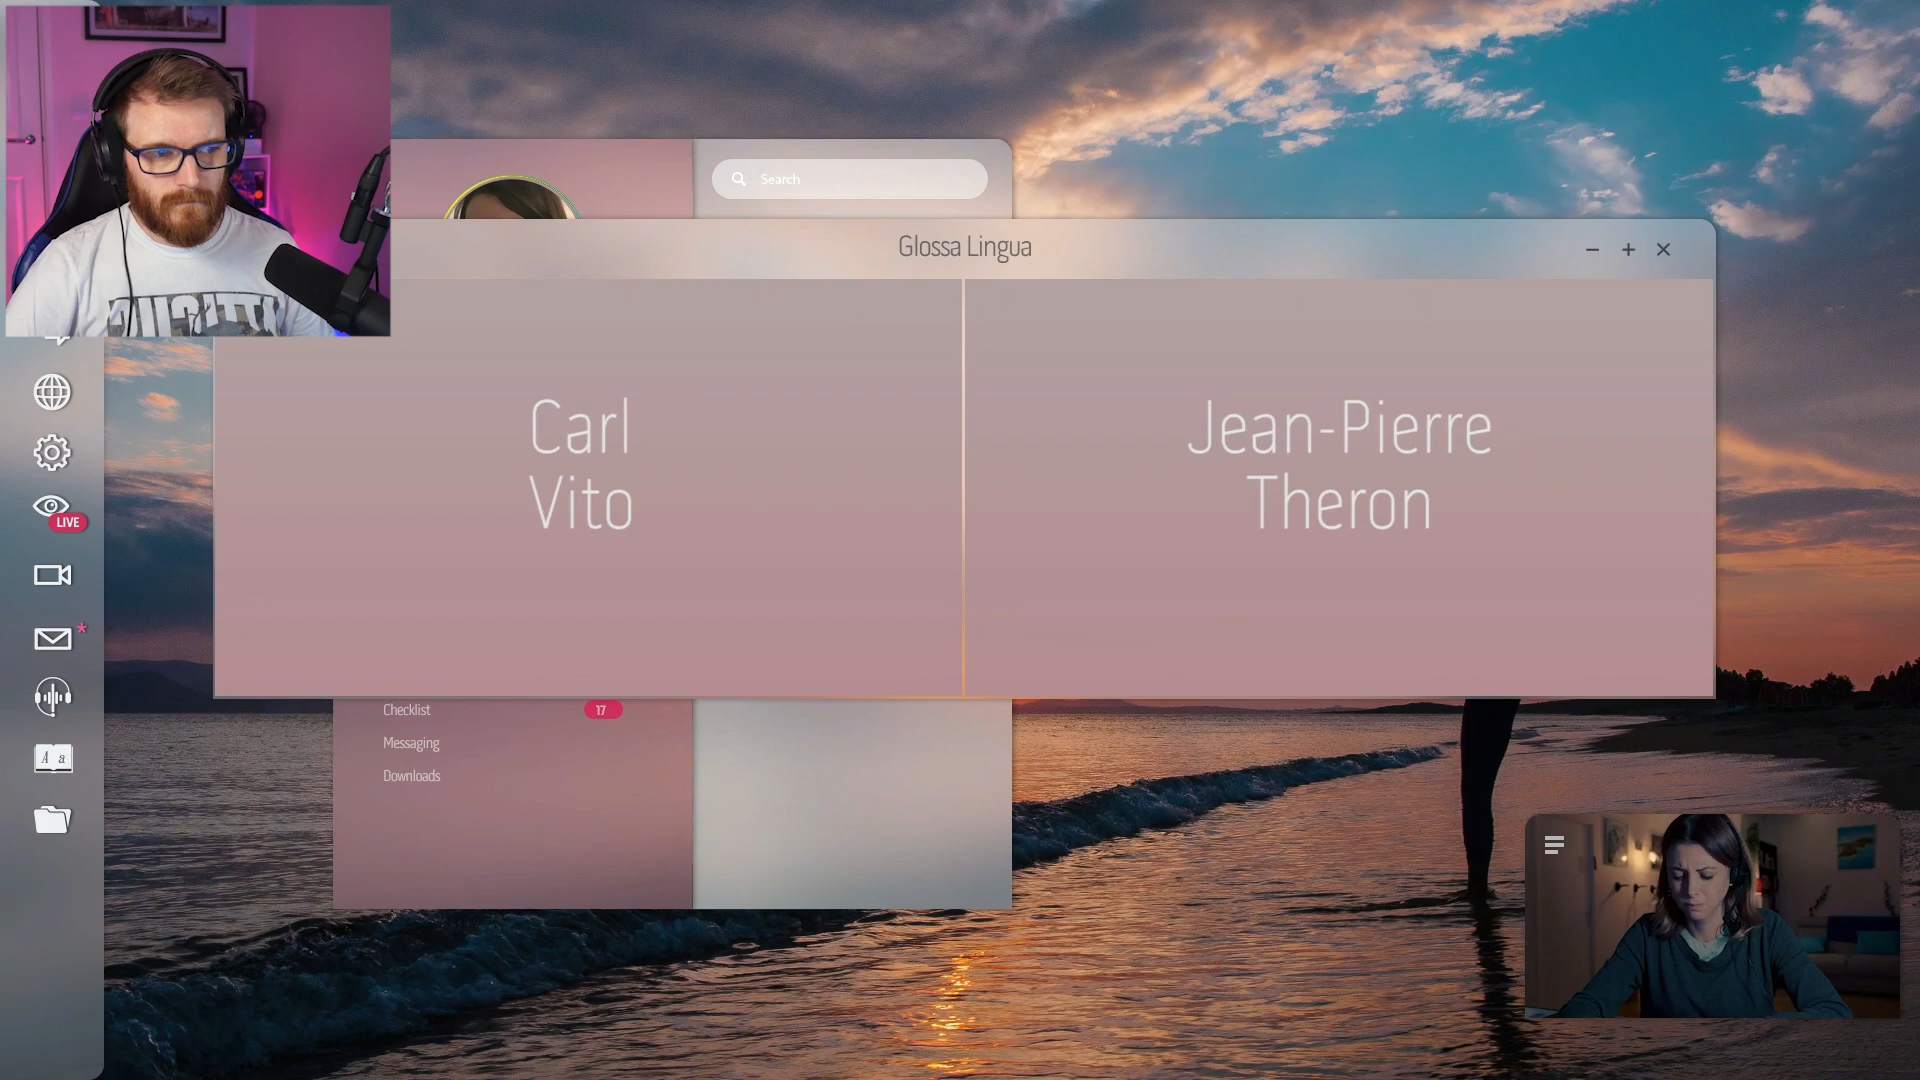 Search
Glossa Lingua
Carl
Vito
Jean-Pierre
Theron
LIVE
A a
Checklist
17
Messaging
Downloads